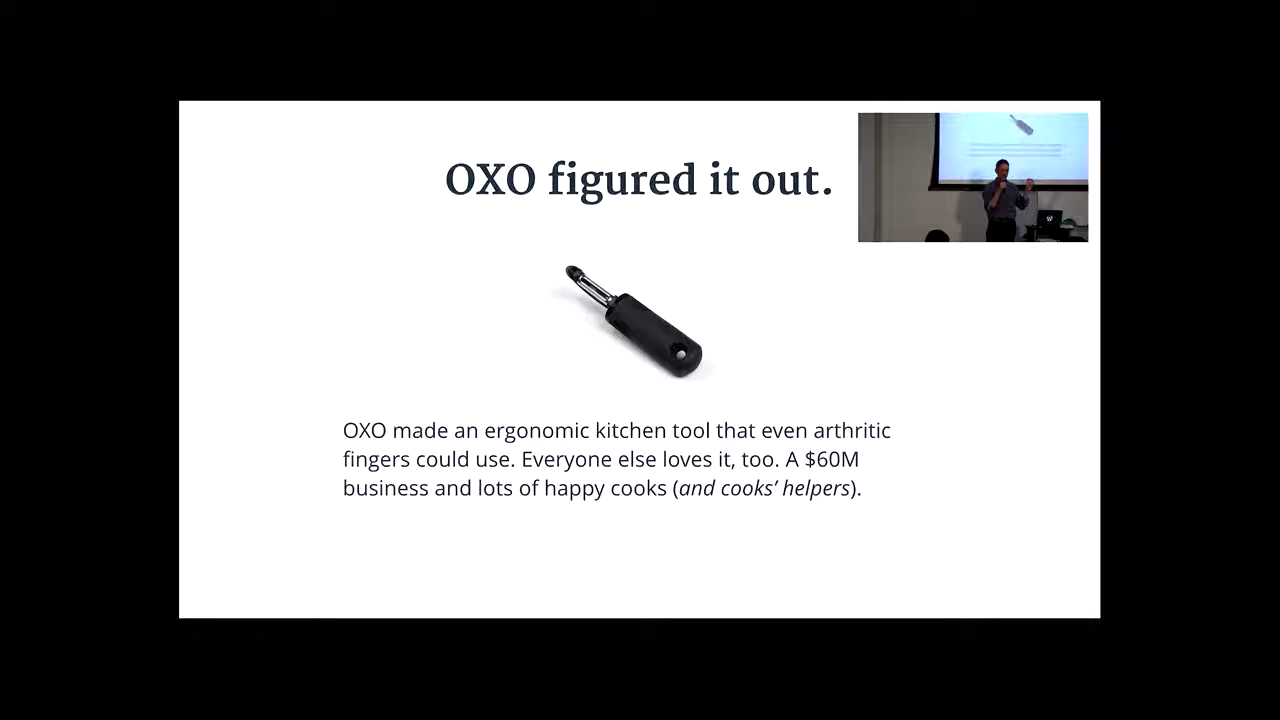 OXO figured it out.
OXO made an ergonomic kitchen tool that even arthritic
fingers could use. Everyone else loves it, too. A $60M
business and lots of happy cooks (and cooks’ helpers).